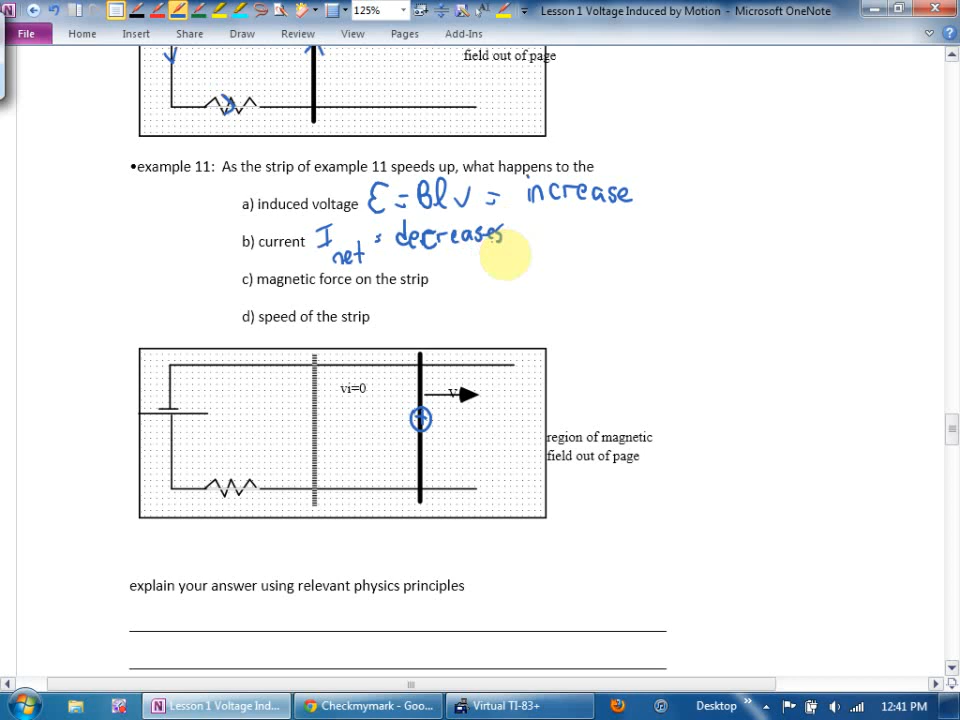 125%
Lesson 1 Voltage Induced by Motion - Microsoft OneNote
File Home Insert Share Draw Review View Pages Add-Ins
field out of page
•example 11: As the strip of example 11 speeds up, what happens to the
a) induced voltage ε = Blv = increase
b) current I net = decreases
c) magnetic force on the strip
d) speed of the strip
vi=0
v
+
region of magnetic
field out of page
explain your answer using relevant physics principles
Lesson 1 Voltage Ind... Checkmymark - Goo... Virtual TI-83+ Desktop » 12:41 PM